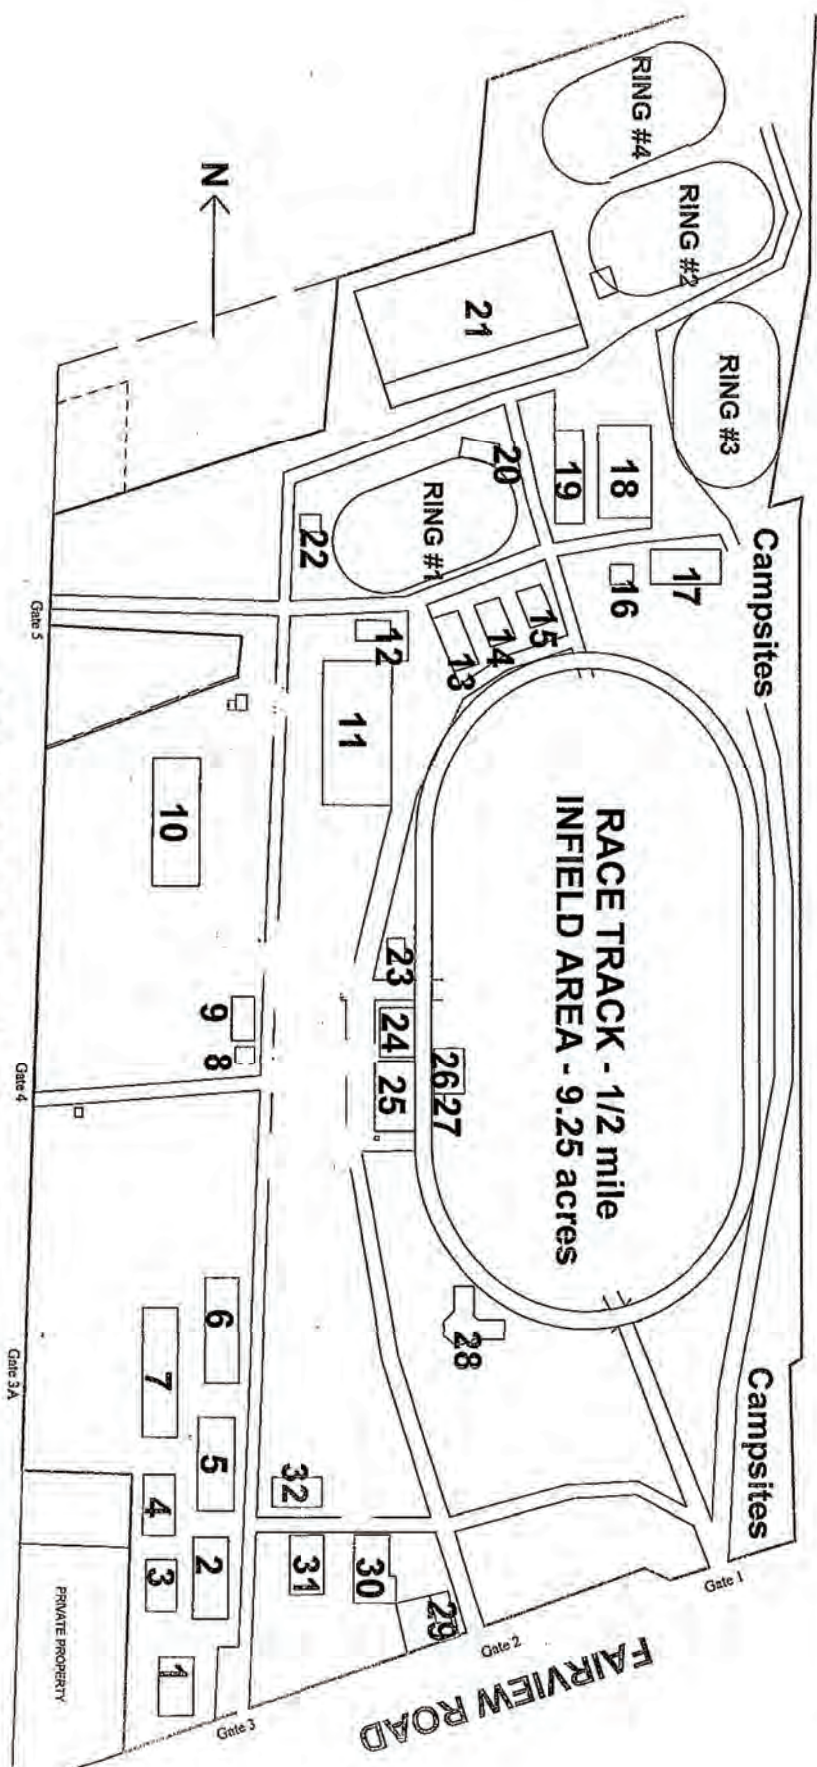 RING #4
RING #2
RING #3
N
21
20
19
18
RING #1
22
16
17
Campsites
15
14
13
12
11
Gate 5
10
RACE TRACK - 1/2 mile
INFIELD AREA - 9.25 acres
23
24
25
26
27
9
8
Gate 4
28
6
7
5
4
32
Gate 3A
Campsites
2
3
31
30
29
1
Gate 1
Gate 2
Gate 3
FAIRVIEW ROAD
PRIVATE PROPERTY